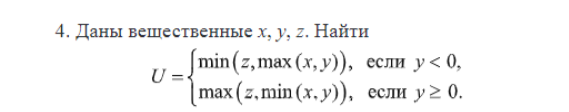 4. Даны вещественные x, y, z. Найти
U = { min(z, max(x, y)), если y < 0,
max(z, min(x, y)), если y ≥ 0.